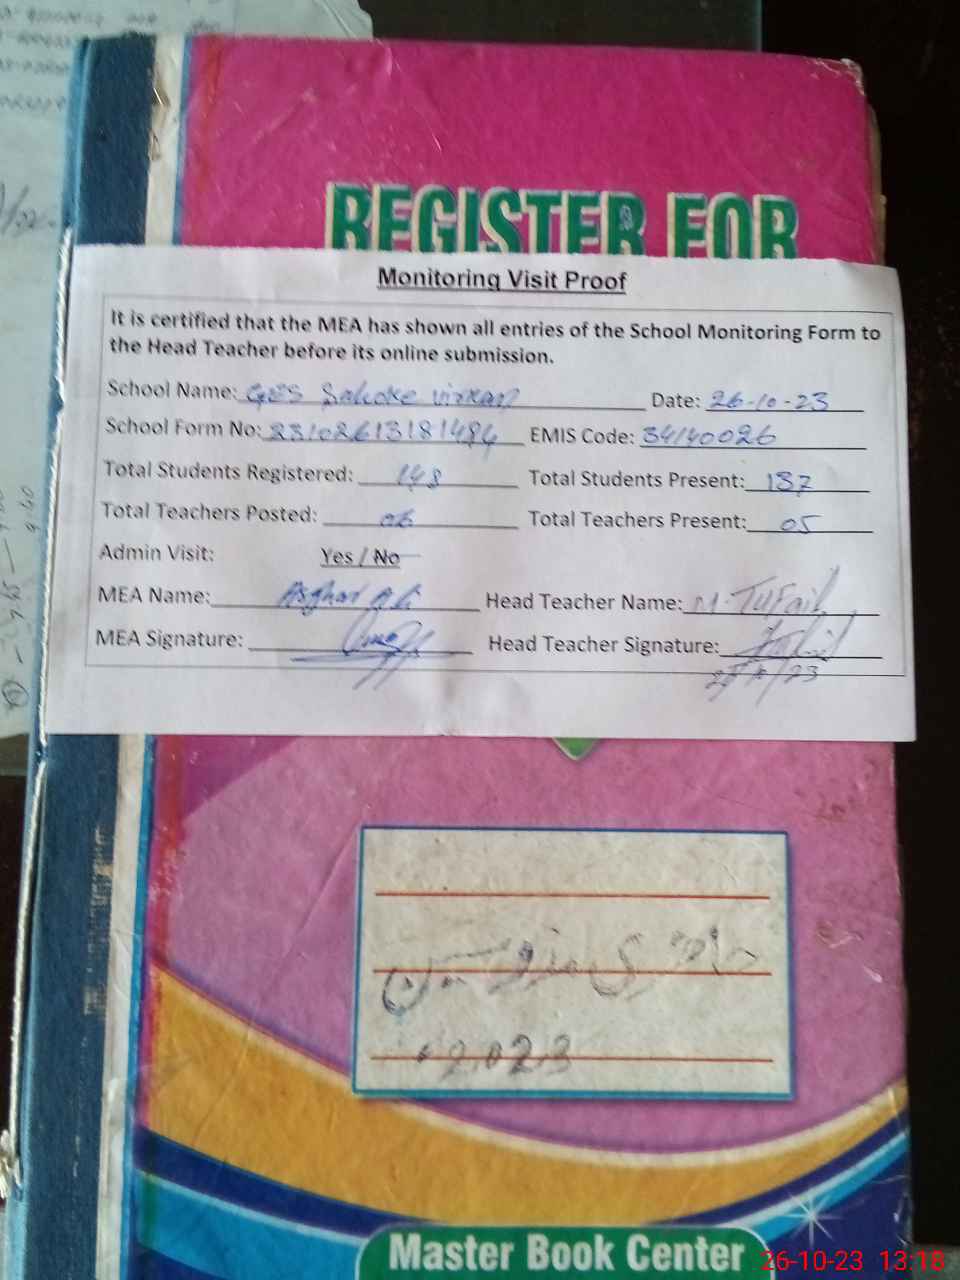 REGISTER FOR
Monitoring Visit Proof
It is certified that the MEA has shown all entries of the School Monitoring Form to
the Head Teacher before its online submission.
School Name: GES Sahoke Virkan Date: 26-10-23
School Form No: 231026131814 EMIS Code: 34140026
Total Students Registered: 148 Total Students Present: 137
Total Teachers Posted: 06 Total Teachers Present: 05
Admin Visit: Yes / No
MEA Name: Asghar Ali Head Teacher Name: M. Tufail
MEA Signature: Head Teacher Signature:
2023
Master Book Center
26-10-23 13:18